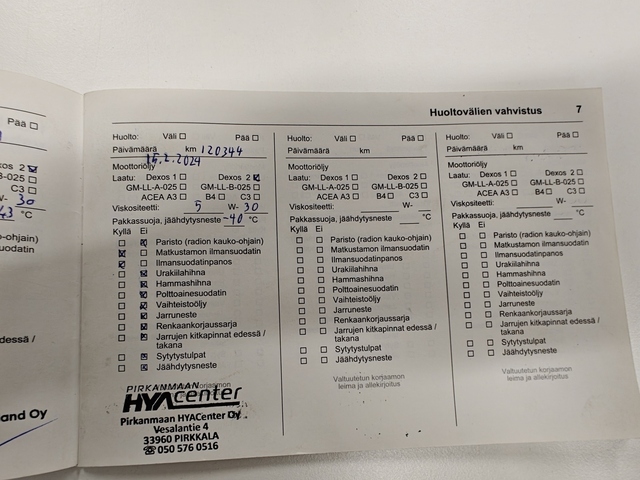 Pää
Dexos 2
B-025
C3
W- 30
43 °C
o-ohjain)
uodatin
dessä /
and Oy
Huoltovälien vahvistus 7
Huolto: Väli Pää
Päivämäärä km 120344
15.2.2024
Moottoriöljy
Laatu: Dexos 1 Dexos 2
GM-LL-A-025 GM-LL-B-025
ACEA A3 B4 C3
Viskositeetti: 5 W- 30
Pakkassuoja, jäähdytysneste -40 °C
Kyllä Ei
Paristo (radion kauko-ohjain)
Matkustamon ilmansuodatin
Ilmansuodatinpanos
Urakiilahihna
Hammashihna
Polttoainesuodatin
Vaihteistoöljy
Jarruneste
Renkaankorjaussarja
Jarrujen kitkapinnat edessä /
takana
Sytytystulpat
Jäähdytysneste
PIRKANMAAN
HYAcenter
Pirkanmaan HYACenter Oy
Vesalantie 4
33960 PIRKKALA
☎ 050 576 0516
Huolto: Väli Pää
Päivämäärä km
Moottoriöljy
Laatu: Dexos 1 Dexos 2
GM-LL-A-025 GM-LL-B-025
ACEA A3 B4 C3
Viskositeetti: W-
Pakkassuoja, jäähdytysneste °C
Kyllä Ei
Paristo (radion kauko-ohjain)
Matkustamon ilmansuodatin
Ilmansuodatinpanos
Urakiilahihna
Hammashihna
Polttoainesuodatin
Vaihteistoöljy
Jarruneste
Renkaankorjaussarja
Jarrujen kitkapinnat edessä /
takana
Sytytystulpat
Jäähdytysneste
Valtuutetun korjaamon
leima ja allekirjoitus
Huolto: Väli Pää
Päivämäärä km
Moottoriöljy
Laatu: Dexos 1 Dexos 2
GM-LL-A-025 GM-LL-B-025
ACEA A3 B4 C3
Viskositeetti: W-
Pakkassuoja, jäähdytysneste °C
Kyllä Ei
Paristo (radion kauko-ohjain)
Matkustamon ilmansuodatin
Ilmansuodatinpanos
Urakiilahihna
Hammashihna
Polttoainesuodatin
Vaihteistoöljy
Jarruneste
Renkaankorjaussarja
Jarrujen kitkapinnat edessä /
takana
Sytytystulpat
Jäähdytysneste
Valtuutetun korjaamon
leima ja allekirjoitus